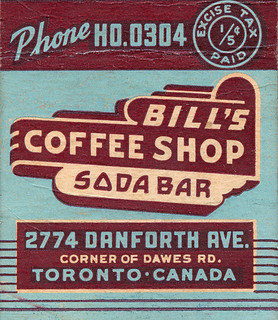 Phone HO.0304
EXCISE TAX
1/5¢
PAID
BILL'S
COFFEE SHOP
SODA BAR
2774 DANFORTH AVE.
CORNER OF DAWES RD.
TORONTO·CANADA